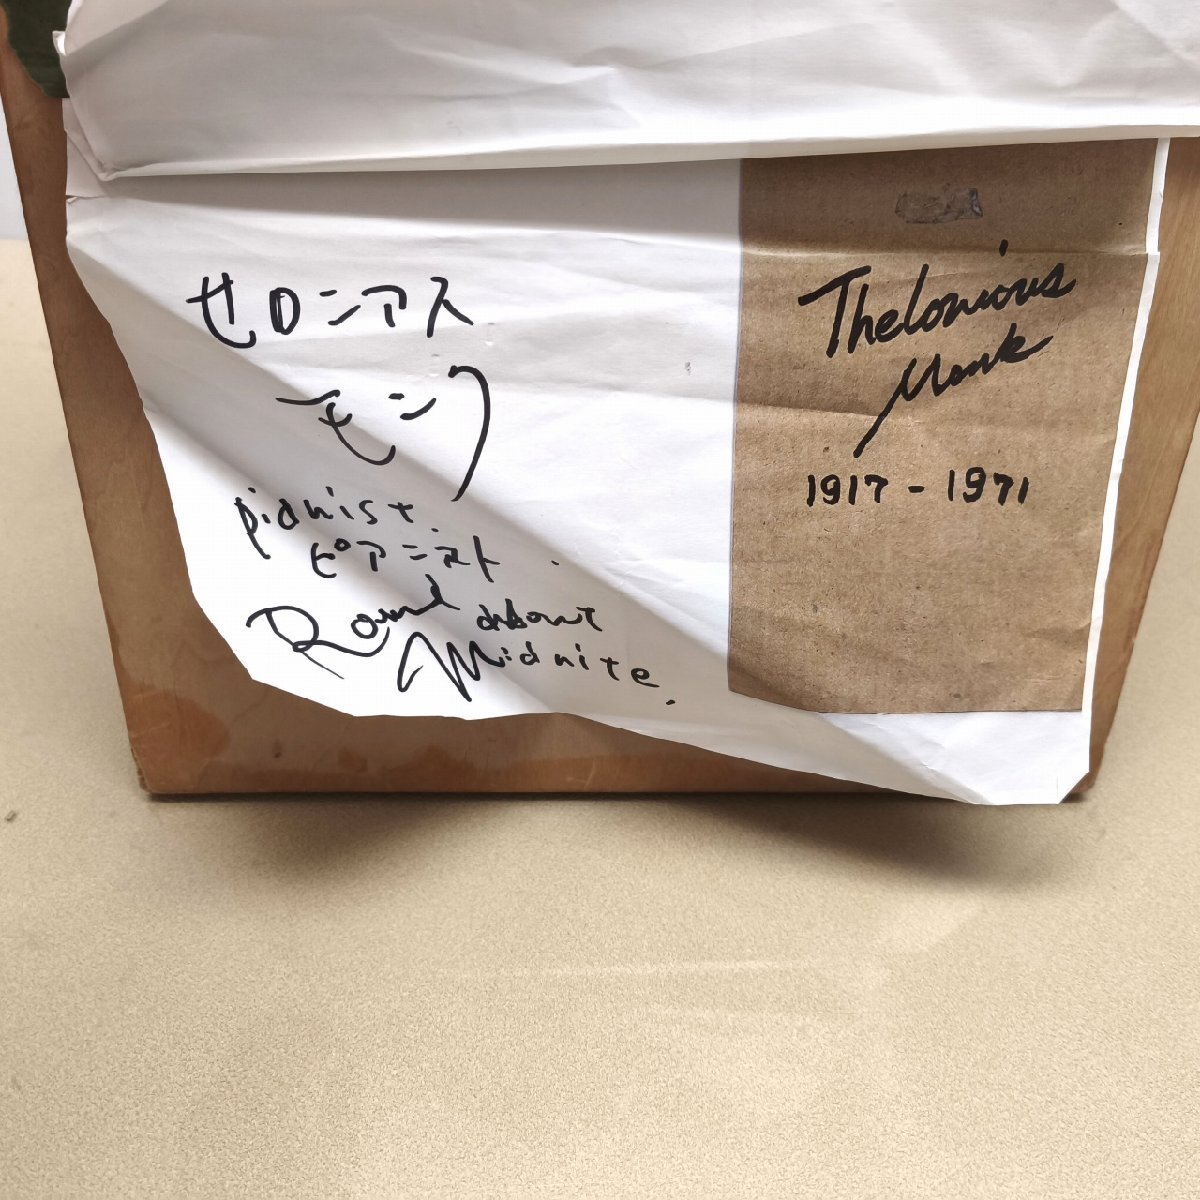 セロニアス
モンク
pianist.
ピアニスト.
Round about
Midnite.
Thelonious
Monk
1917 - 1971